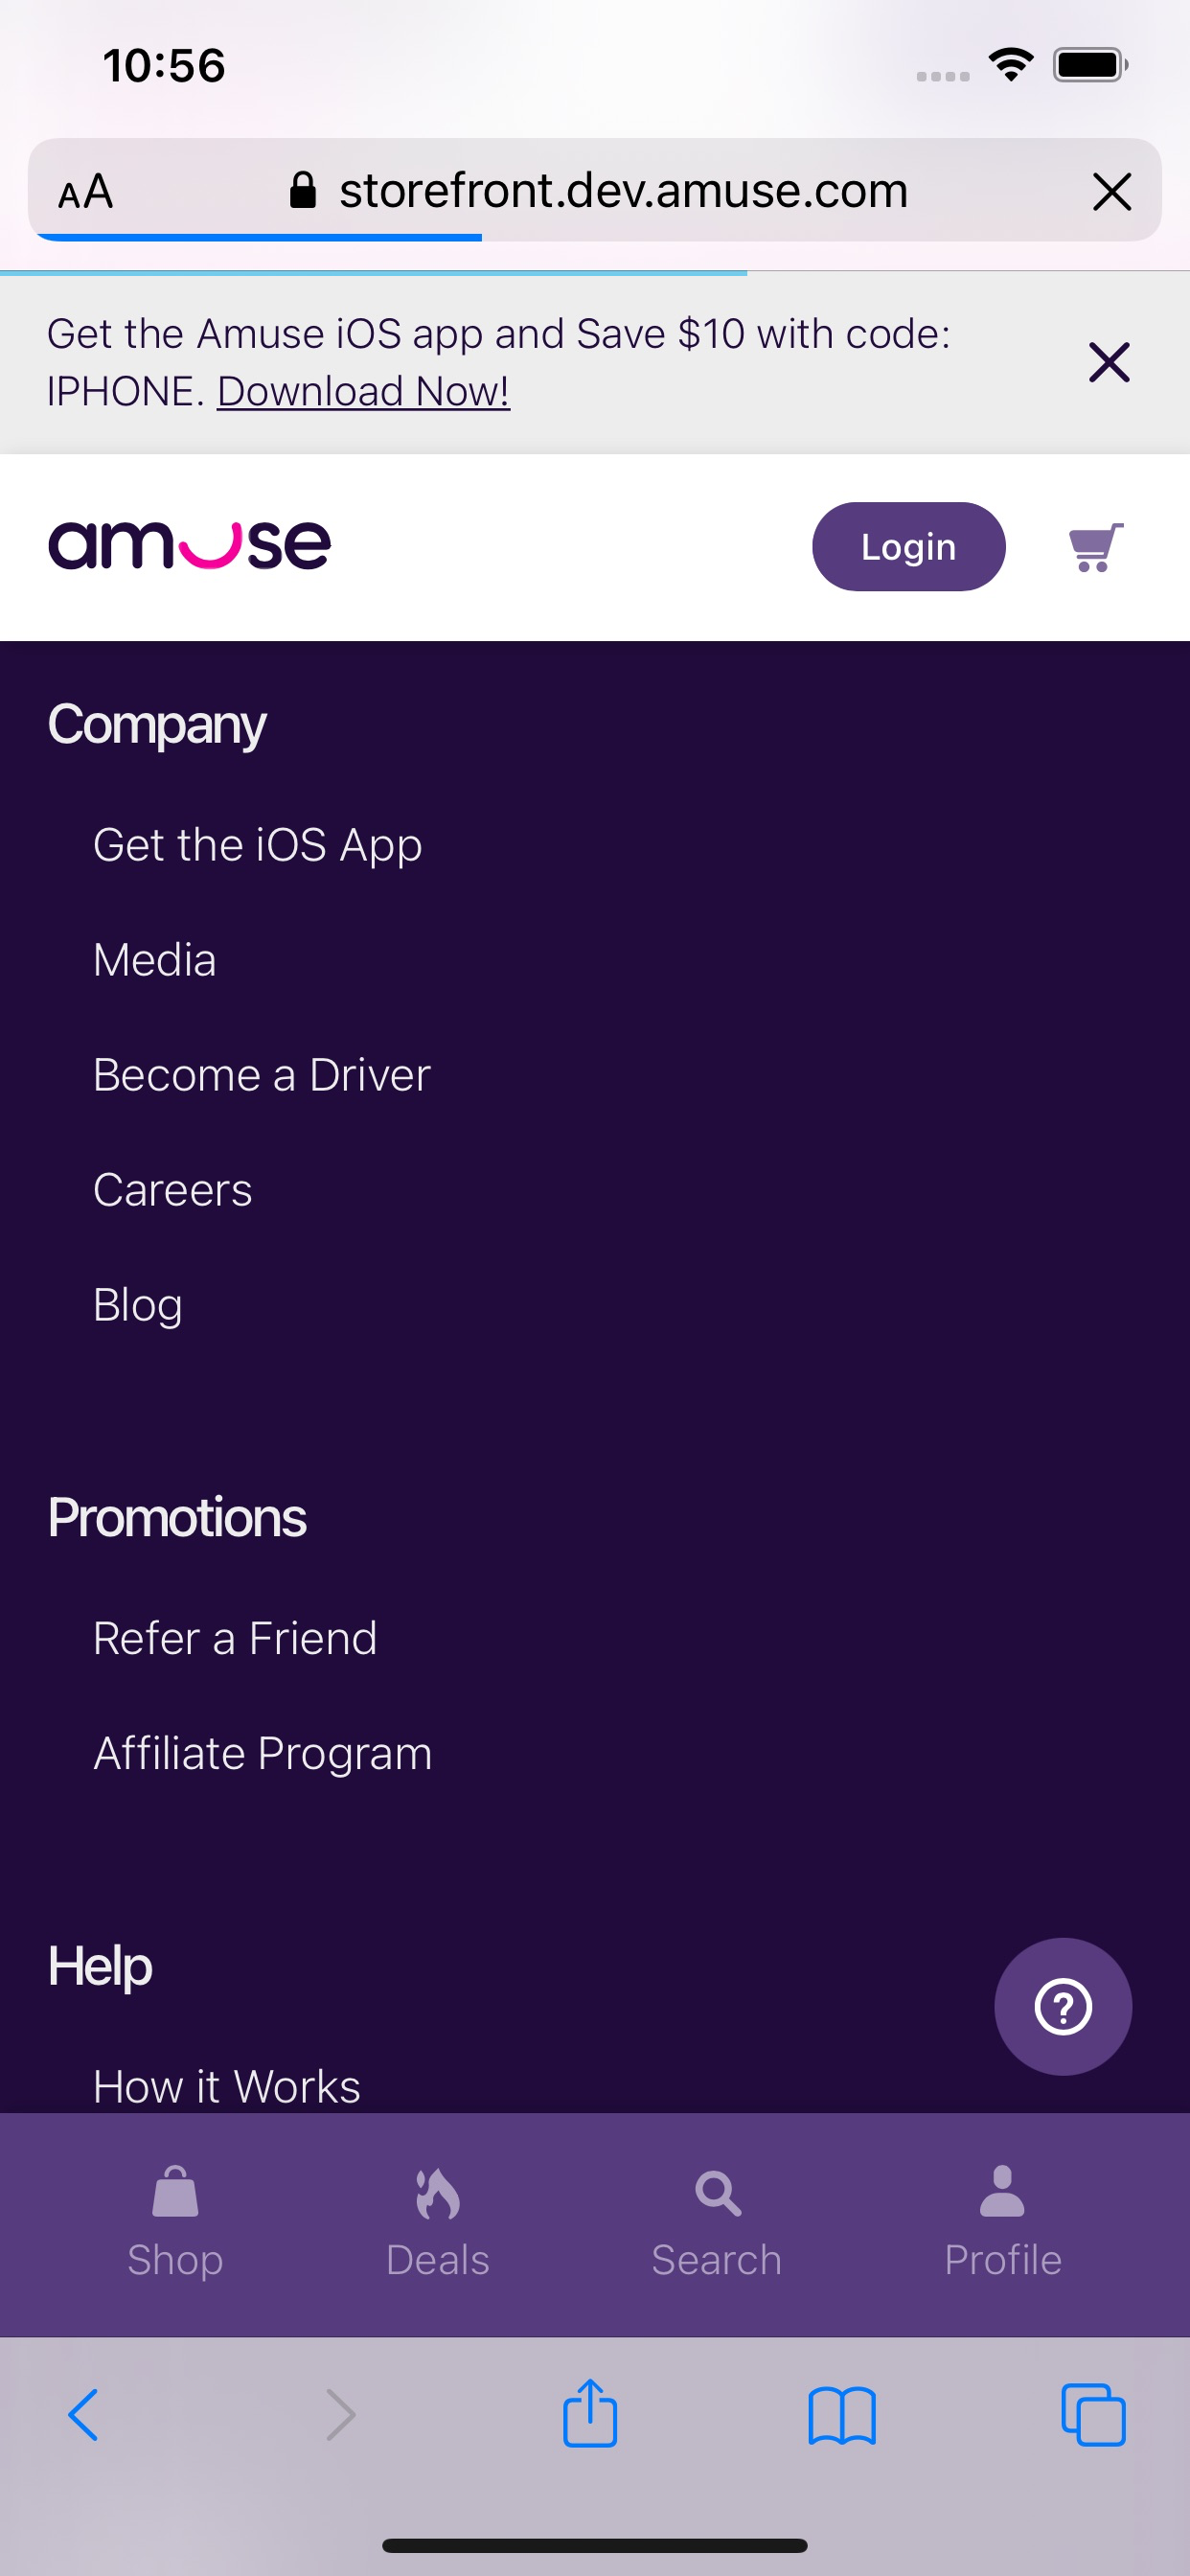 10:56
AA storefront.dev.amuse.com
Get the Amuse iOS app and Save $10 with code:
IPHONE. Download Now!
amuse
Login
Company
Get the iOS App
Media
Become a Driver
Careers
Blog
Promotions
Refer a Friend
Affiliate Program
Help
?
How it Works
Shop Deals Search Profile